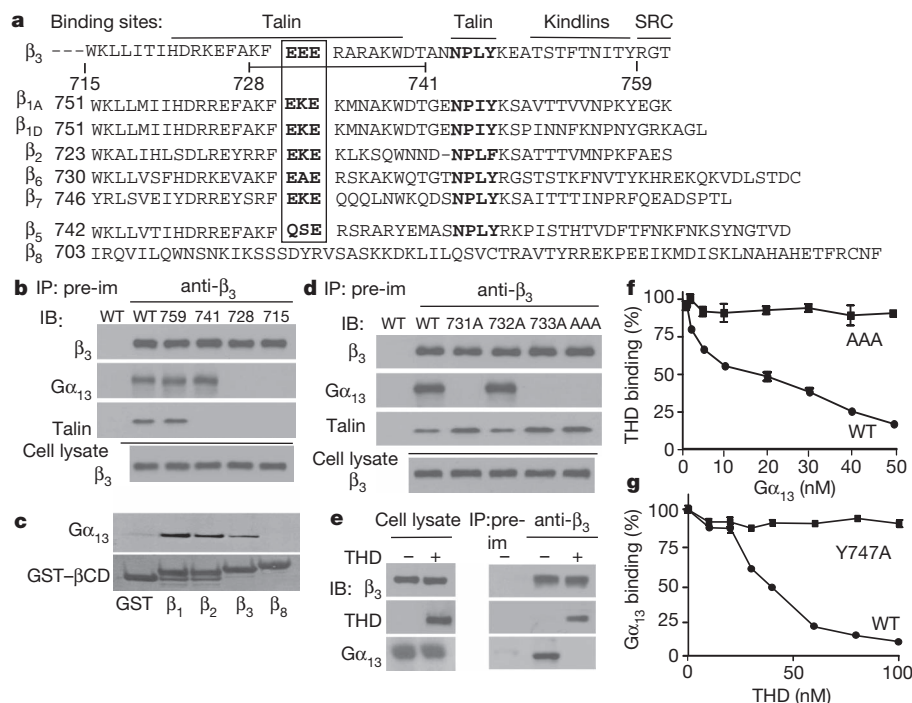 a Binding sites: Talin Talin Kindlins SRC
β3 ---WKLLITIHDRKEFAKF EEE RARAKWDTANNPLYKEATSTFTNITYRGT
715 728 741 759
β1A 751 WKLLMIIHDRREFAKF EKE KMNAKWDTGENPIYKSAVTTVVNPKYEGK
β1D 751 WKLLMIIHDRREFAKF EKE KMNAKWDTGENPIYKSPINNFKNPNYGRKAGL
β2 723 WKALIHLSDLREYRRF EKE KLKSQWNND-NPLFKSATTTVMNPKFAES
β6 730 WKLLVSFHDRKEVAKF EAE RSKAKWQTGTNPLYRGSTSTFKNVTYKHREKQKVDLSTDC
β7 746 YRLSVEIYDRREYSRF EKE QQQLNWKQDSNPLYKSAITTTINPRFQEADSPTL
β5 742 WKLLVTIHDRREFAKF QSE RSRARYEMASNPLYRKPISTHTVDFTFNKFNKSYNGTVD
β8 703 IRQVILQWNSNKIKSSSDYRVSASKKDKLILQSVCTRAVTYRREKPEEIKMDISKLNAHAHETFRCNF
b IP: pre-im anti-β3
IB: WT WT 759 741 728 715
β3
Gα13
Talin
Cell lysate
β3
c
Gα13
GST–βCD
GST β1 β2 β3 β8
d IP: pre-im anti-β3
IB: WT WT 731A 732A 733A AAA
β3
Gα13
Talin
Cell lysate
β3
e Cell lysate IP:pre-im anti-β3
THD – + – – +
IB: β3
THD
Gα13
f
THD binding (%)
100
75
50
25
0
AAA
WT
0 10 20 30 40 50
Gα13 (nM)
g
Gα13 binding (%)
100
75
50
25
0
Y747A
WT
0 50 100
THD (nM)